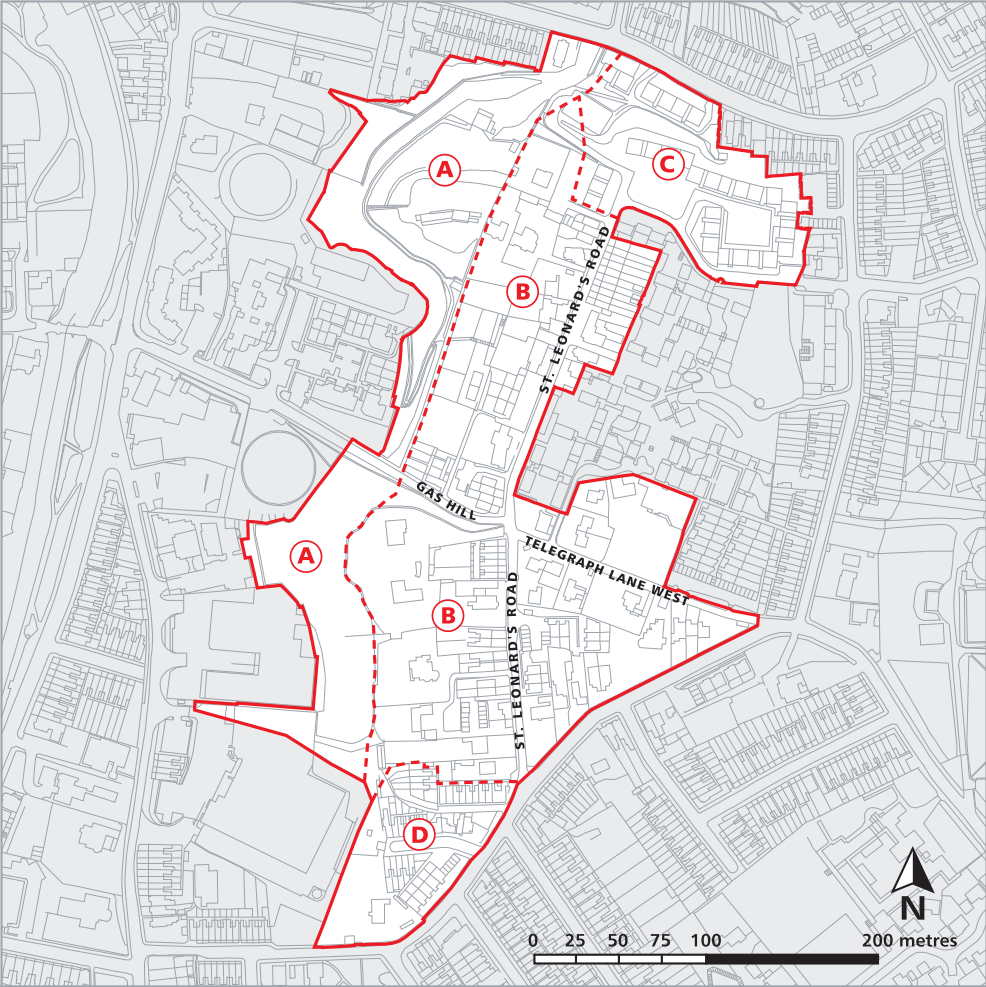 A
C
B
ST. LEONARD'S ROAD
GAS HILL
TELEGRAPH LANE WEST
A
B
ST. LEONARD'S ROAD
D
N
0 25 50 75 100 200 metres